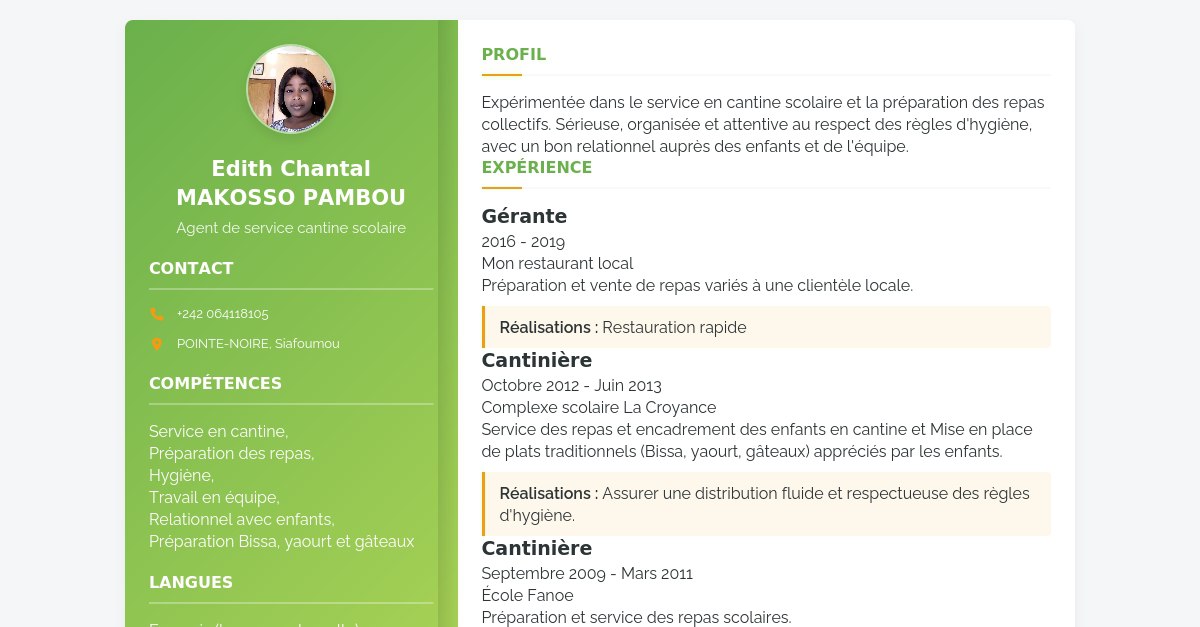 Edith Chantal
MAKOSSO PAMBOU
Agent de service cantine scolaire
CONTACT
+242 064118105
POINTE-NOIRE, Siafoumou
COMPÉTENCES
Service en cantine,
Préparation des repas,
Hygiène,
Travail en équipe,
Relationnel avec enfants,
Préparation Bissa, yaourt et gâteaux
LANGUES
PROFIL
Expérimentée dans le service en cantine scolaire et la préparation des repas
collectifs. Sérieuse, organisée et attentive au respect des règles d'hygiène,
avec un bon relationnel auprès des enfants et de l'équipe.
EXPÉRIENCE
Gérante
2016 - 2019
Mon restaurant local
Préparation et vente de repas variés à une clientèle locale.
Réalisations : Restauration rapide
Cantinière
Octobre 2012 - Juin 2013
Complexe scolaire La Croyance
Service des repas et encadrement des enfants en cantine et Mise en place
de plats traditionnels (Bissa, yaourt, gâteaux) appréciés par les enfants.
Réalisations : Assurer une distribution fluide et respectueuse des règles
d'hygiène.
Cantinière
Septembre 2009 - Mars 2011
École Fanoe
Préparation et service des repas scolaires.